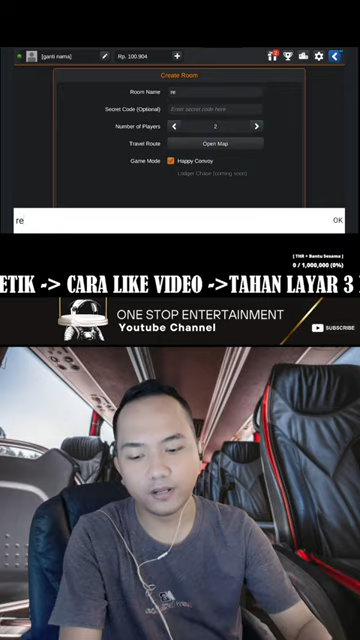 [ganti nama]
Rp. 100.904
Create Room
Room Name
re
Secret Code (Optional)
Enter secret code here
Number of Players
2
Travel Route
Open Map
Game Mode
Happy Convoy
Ledger Chase (coming soon)
re
OK
[ THR + Bantu Sesama ]
0 / 1,000,000 (0%)
ETIK -> CARA LIKE VIDEO ->TAHAN LAYAR 3
ONE STOP ENTERTAINMENT
Youtube Channel
SUBSCRIBE